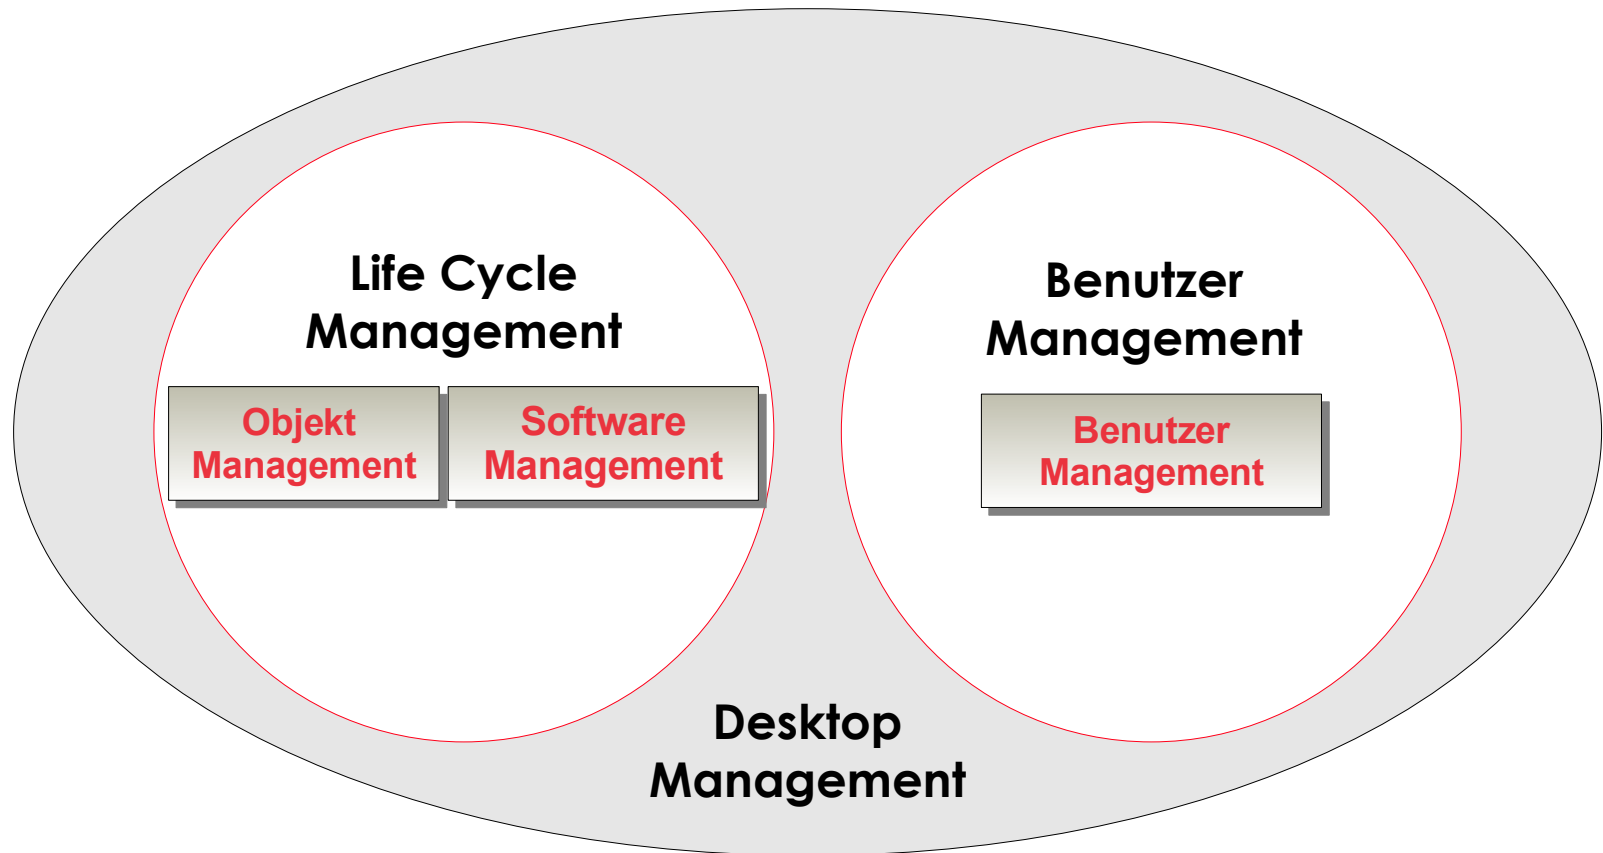 Life Cycle
Management
Benutzer
Management
Objekt
Management
Software
Management
Benutzer
Management
Desktop
Management